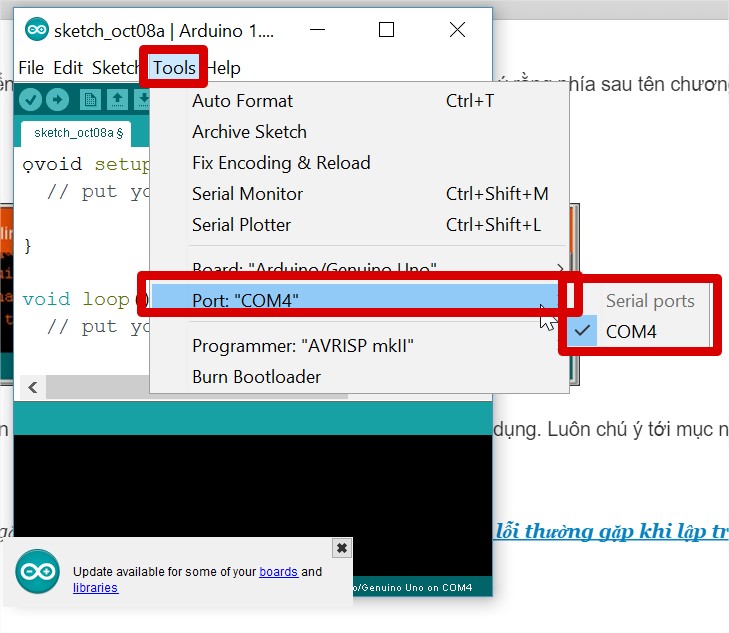 sketch_oct08a | Arduino 1....
File Edit Sketch Tools Help
ý rằng phía sau tên chươn
sketch_oct08a §
Auto Format Ctrl+T
Archive Sketch
Fix Encoding & Reload
Serial Monitor Ctrl+Shift+M
Serial Plotter Ctrl+Shift+L
Board: "Arduino/Genuino Uno"
Port: "COM4"
Serial ports
COM4
Programmer: "AVRISP mkII"
Burn Bootloader
ọvoid setup
// put yo
}
void loop()
// put yo
dụng. Luôn chú ý tới mục n
lỗi thường gặp khi lập tr
Update available for some of your boards and
libraries
o/Genuino Uno on COM4